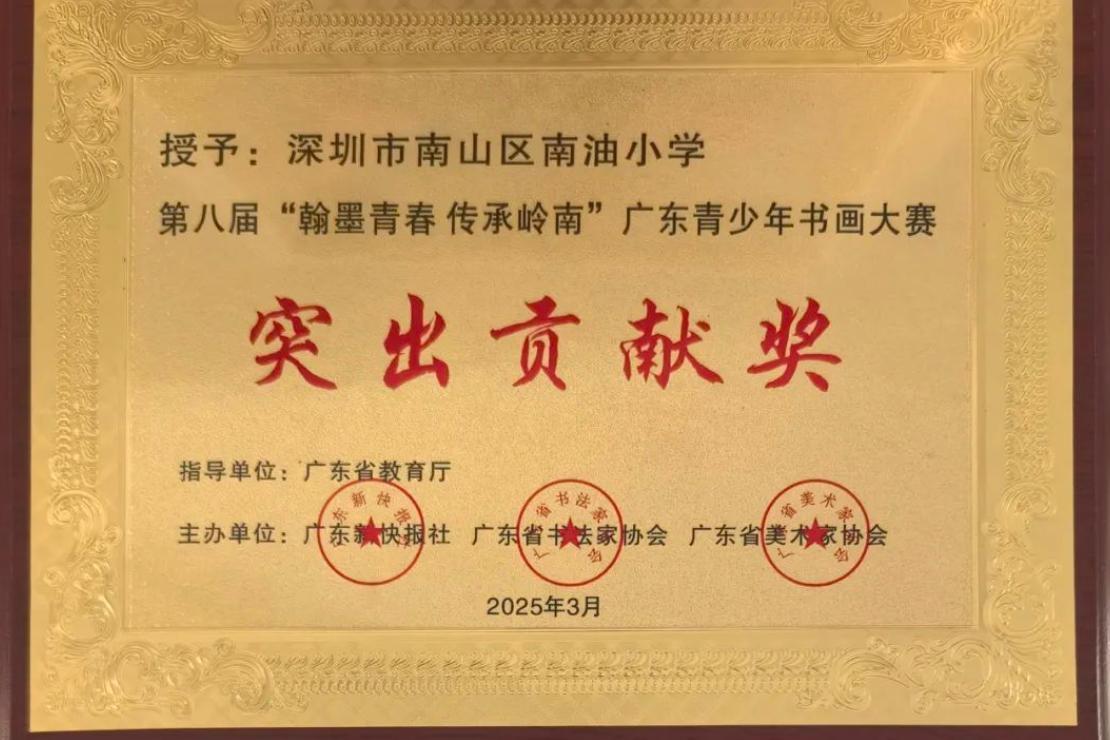 授予：深圳市南山区南油小学
第八届“翰墨青春 传承岭南”广东青少年书画大赛
突出贡献奖
指导单位：广东省教育厅
主办单位：广东新快报社 广东省书法家协会 广东省美术家协会
2025年3月